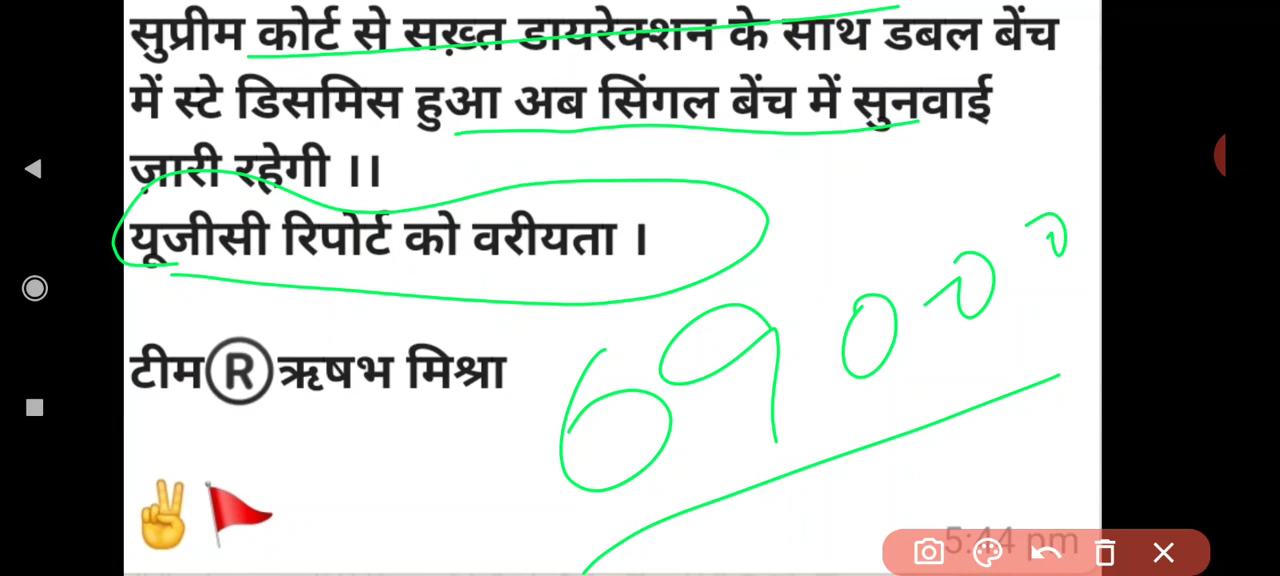 सुप्रीम कोर्ट से सख़्त डायरेक्शन के साथ डबल बेंच
में स्टे डिसमिस हुआ अब सिंगल बेंच में सुनवाई
ज़ारी रहेगी ।।
यूजीसी रिपोर्ट को वरीयता ।
69000
टीम®ऋषभ मिश्रा
5:44 pm